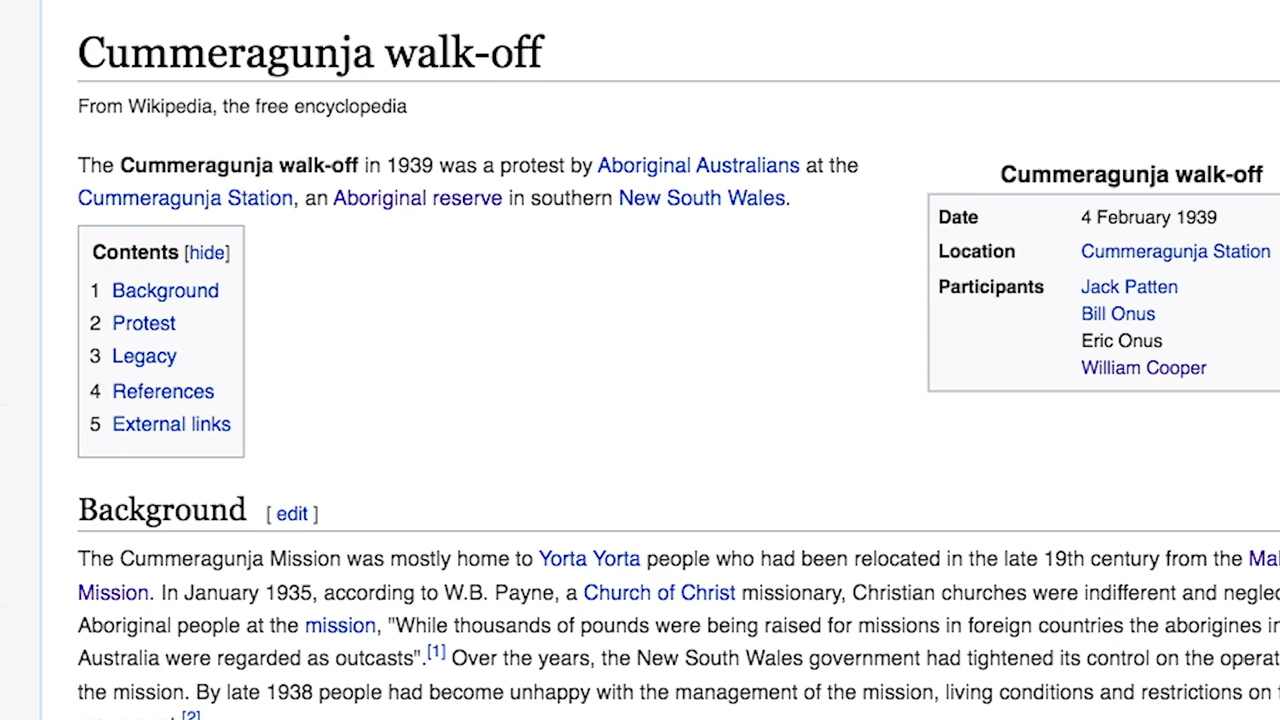 Cummeragunja walk-off
From Wikipedia, the free encyclopedia
The Cummeragunja walk-off in 1939 was a protest by Aboriginal Australians at the
Cummeragunja Station, an Aboriginal reserve in southern New South Wales.
Cummeragunja walk-off
Date 4 February 1939
Location Cummeragunja Station
Participants Jack Patten
Bill Onus
Eric Onus
William Cooper
Contents [hide]
1 Background
2 Protest
3 Legacy
4 References
5 External links
Background [ edit ]
The Cummeragunja Mission was mostly home to Yorta Yorta people who had been relocated in the late 19th century from the
Mission. In January 1935, according to W.B. Payne, a Church of Christ missionary, Christian churches were indifferent and
Aboriginal people at the mission, "While thousands of pounds were being raised for missions in foreign countries the aborigines in
Australia were regarded as outcasts".[1] Over the years, the New South Wales government had tightened its control on the
the mission. By late 1938 people had become unhappy with the management of the mission, living conditions and restrictions on
[2]